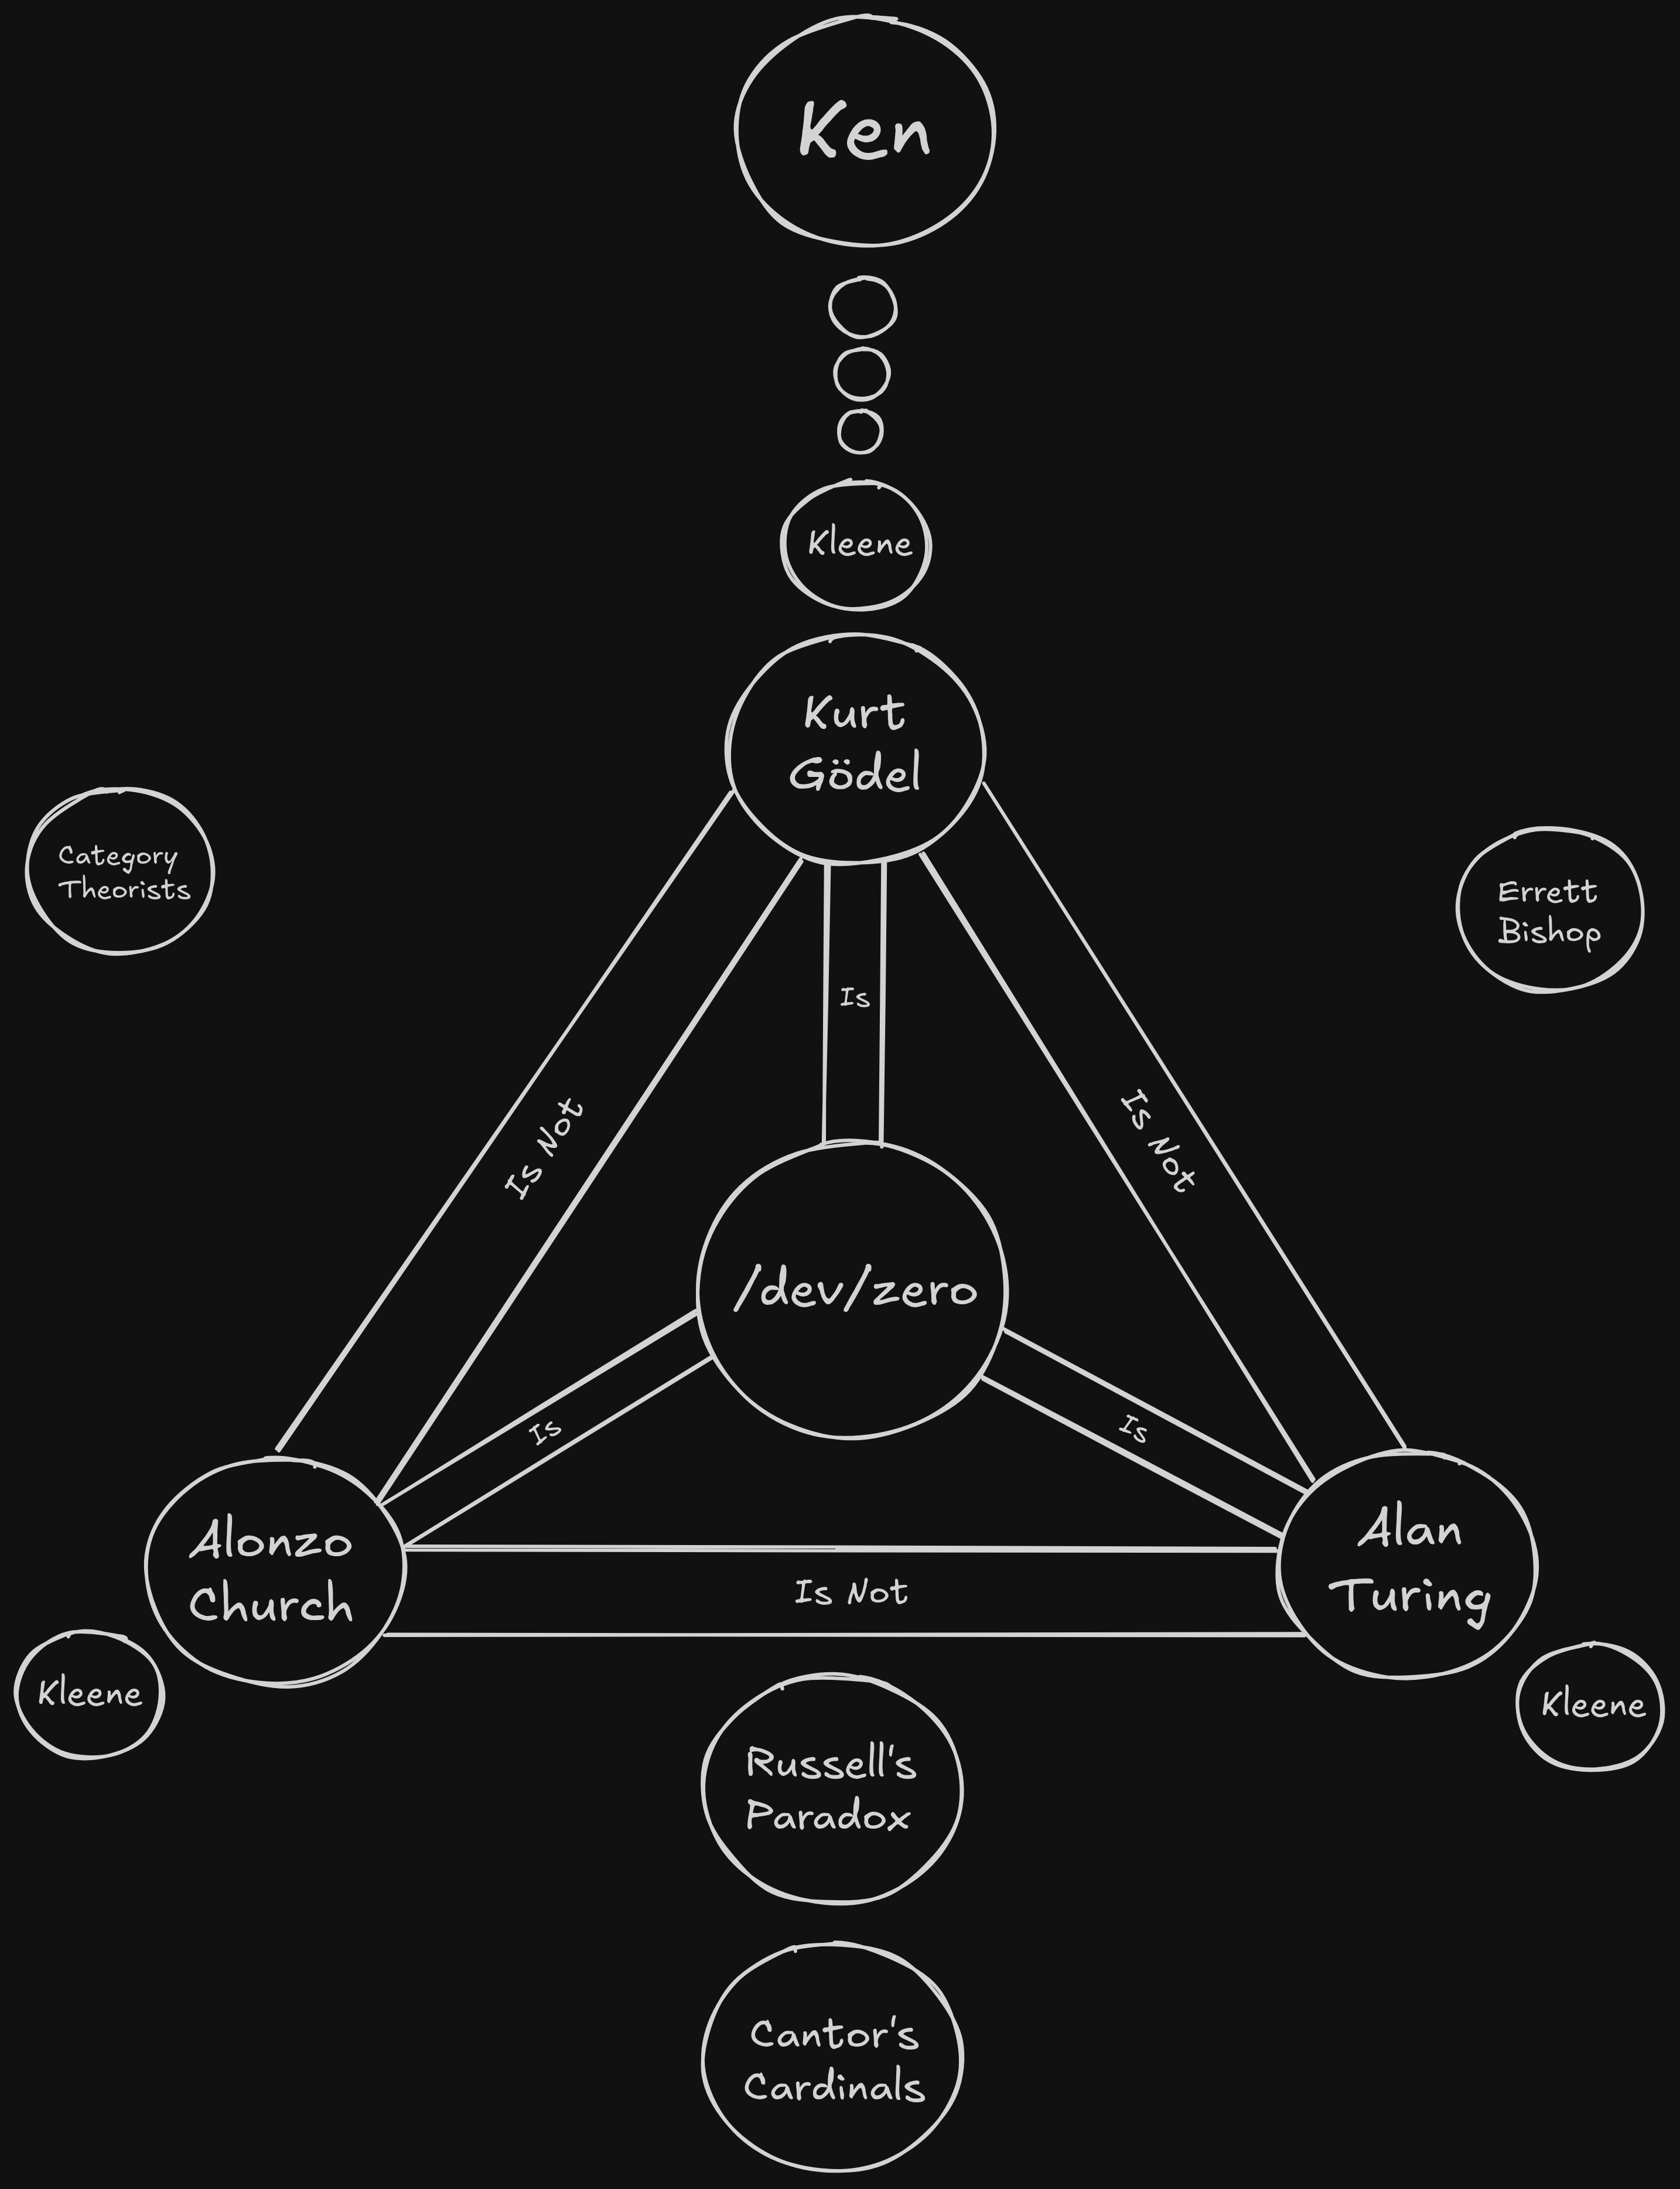 Ken
Kleene
Kurt
Gödel
Category
Theorists
Errett
Bishop
Is
Is Not
Is Not
/dev/zero
Is
Is
Alonzo
Church
Alan
Turing
Is Not
Kleene
Kleene
Russell's
Paradox
Cantor's
Cardinals